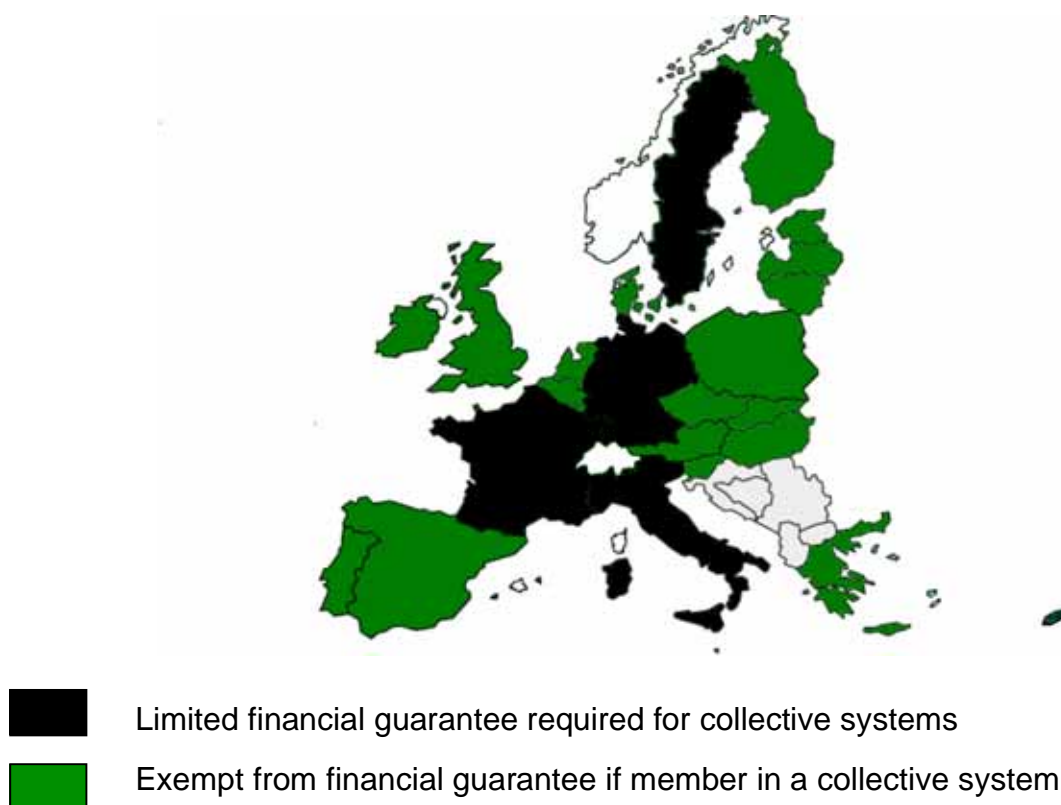 Limited financial guarantee required for collective systems
Exempt from financial guarantee if member in a collective system